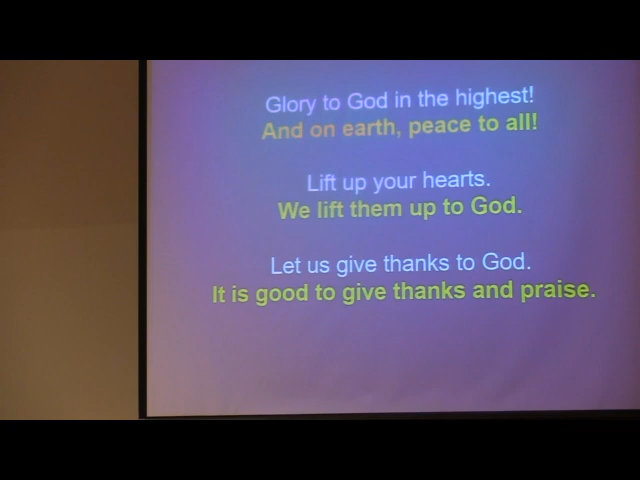 Glory to God in the highest!
And on earth, peace to all!
Lift up your hearts.
We lift them up to God.
Let us give thanks to God.
It is good to give thanks and praise.